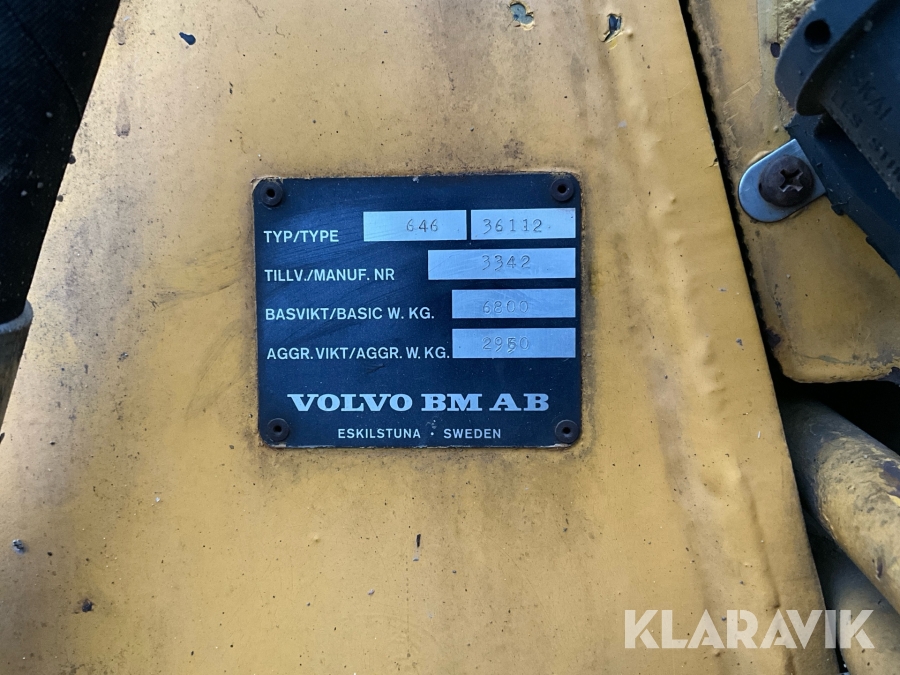 TYP/TYPE 646 36112
TILLV./MANUF. NR 3342
BASVIKT/BASIC W. KG. 6800
AGGR.VIKT/AGGR. W. KG. 2950
VOLVO BM AB
ESKILSTUNA · SWEDEN
KLARAVIK